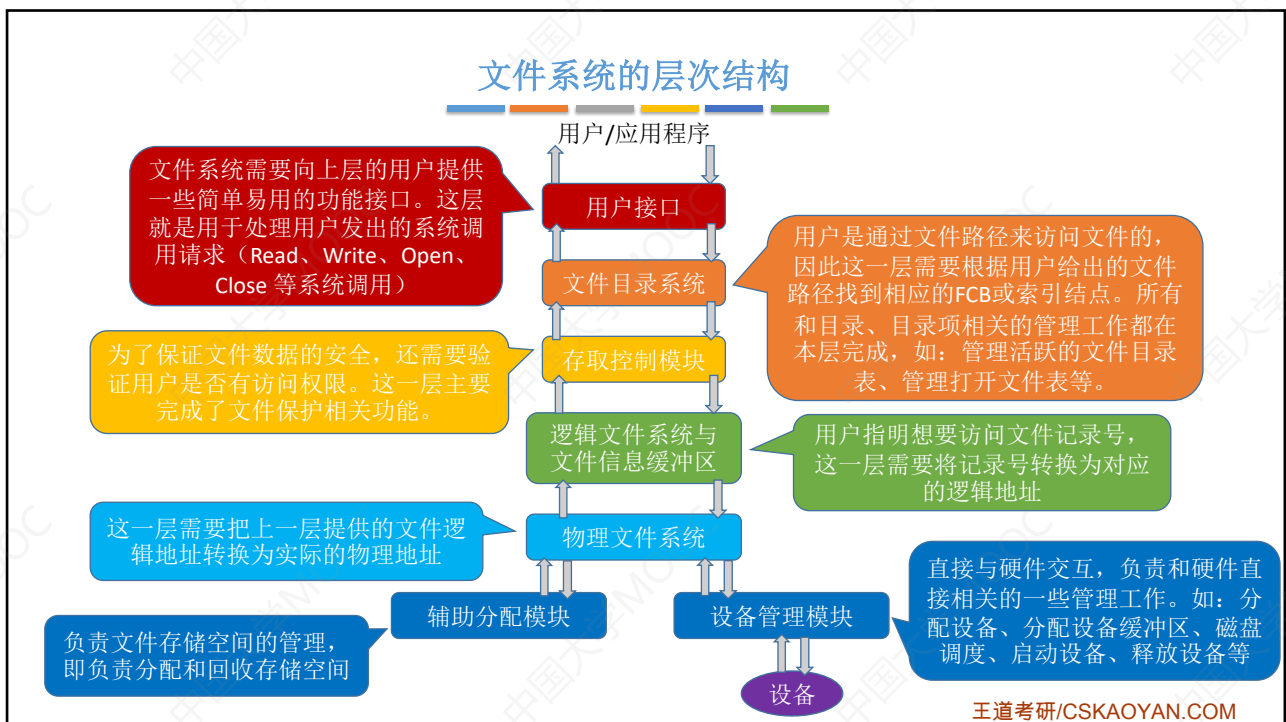 文件系统的层次结构
用户/应用程序
文件系统需要向上层的用户提供
一些简单易用的功能接口。这层
就是用于处理用户发出的系统调
用请求（Read、Write、Open、
Close 等系统调用）
用户接口
用户是通过文件路径来访问文件的，
因此这一层需要根据用户给出的文件
路径找到相应的FCB或索引结点。所有
和目录、目录项相关的管理工作都在
本层完成，如：管理活跃的文件目录
表、管理打开文件表等。
文件目录系统
为了保证文件数据的安全，还需要验
证用户是否有访问权限。这一层主要
完成了文件保护相关功能。
存取控制模块
逻辑文件系统与
文件信息缓冲区
用户指明想要访问文件记录号，
这一层需要将记录号转换为对应
的逻辑地址
这一层需要把上一层提供的文件逻
辑地址转换为实际的物理地址
物理文件系统
直接与硬件交互，负责和硬件直
接相关的一些管理工作。如：分
配设备、分配设备缓冲区、磁盘
调度、启动设备、释放设备等
辅助分配模块
设备管理模块
负责文件存储空间的管理，
即负责分配和回收存储空间
设备
王道考研/CSKAOYAN.COM
中国大学MOOC